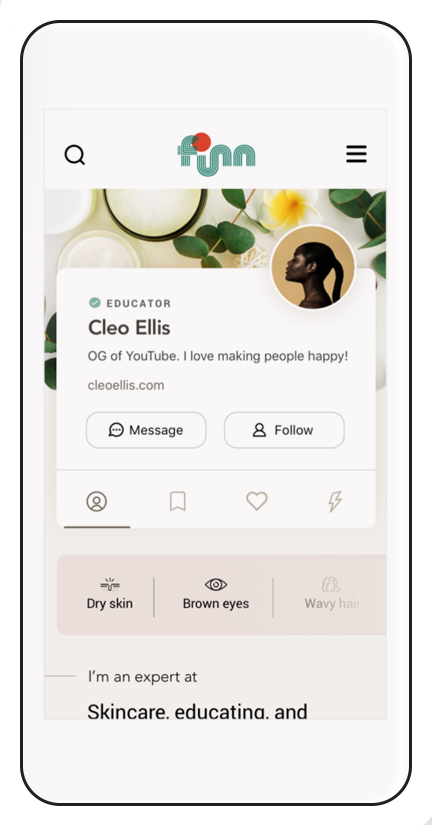 finn
EDUCATOR
Cleo Ellis
OG of YouTube. I love making people happy!
cleoellis.com
Message
Follow
Dry skin
Brown eyes
Wavy hair
I'm an expert at
Skincare, educating, and